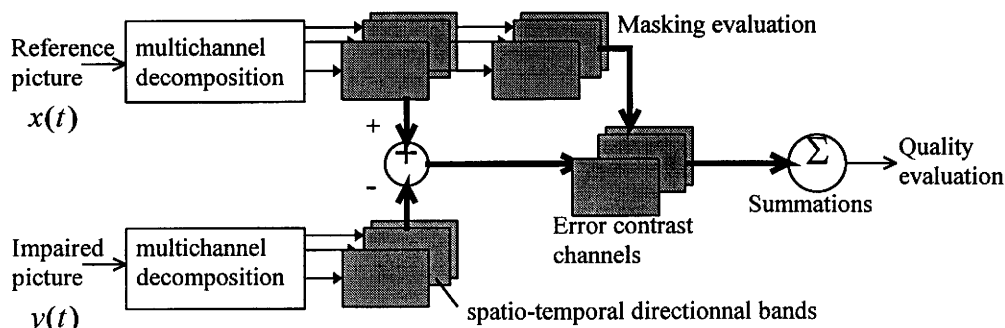 Reference
picture
x(t)
multichannel
decomposition
Masking evaluation
+
+
-
Σ
Quality
evaluation
Summations
Error contrast
channels
Impaired
picture
y(t)
multichannel
decomposition
spatio-temporal directionnal bands